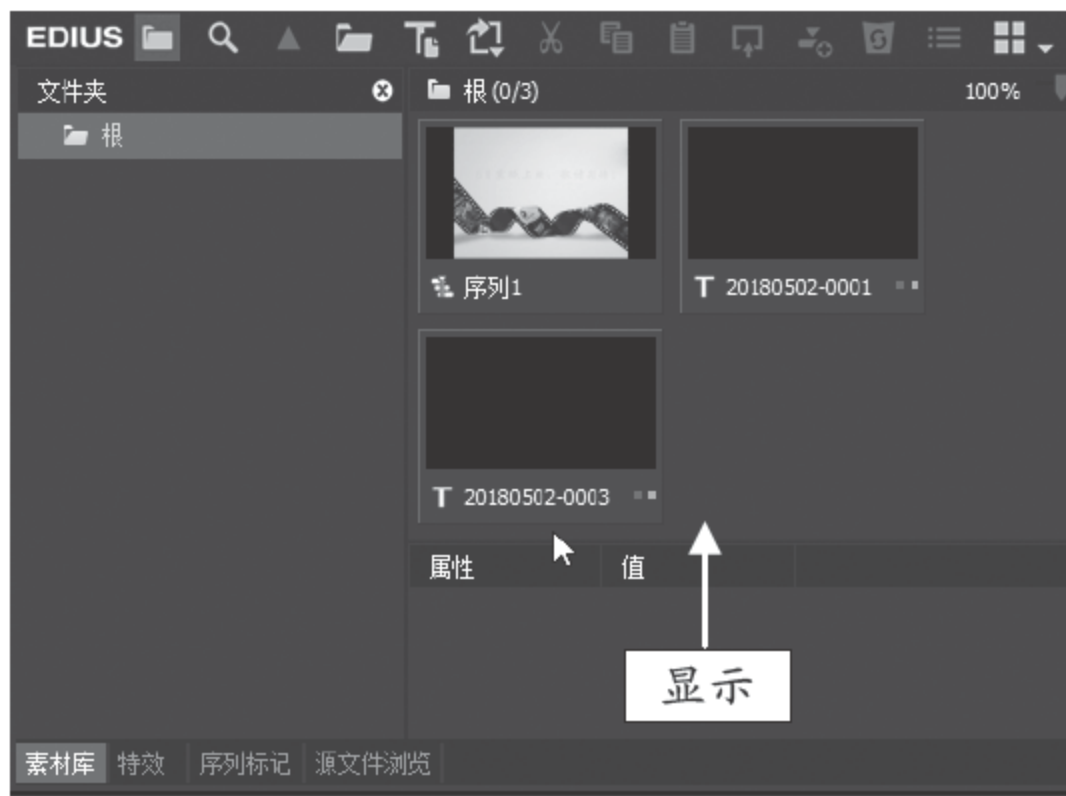 EDIUS
文件夹
根 (0/3)
100%
根
序列1
T 20180502-0001
T 20180502-0003
属性 值
显示
素材库 特效 序列标记 源文件浏览